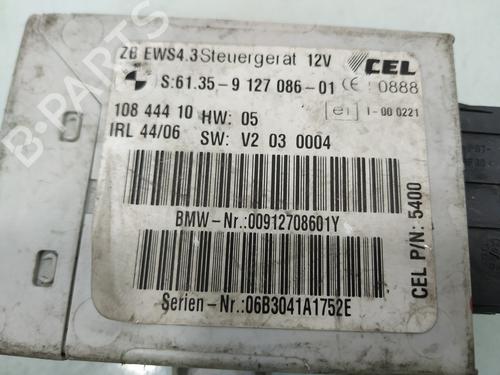 ZB EWS4.3 Steuergerät 12V
CEL
S:61.35-9 127 086-01 CE 0888
108 444 10 HW: 05
e1 I-00 0221
IRL 44/06 SW: V2 03 0004
BMW-Nr.:00912708601Y
Serien-Nr.:06B3041A1752E
CEL P/N: 5400
B-PARTS